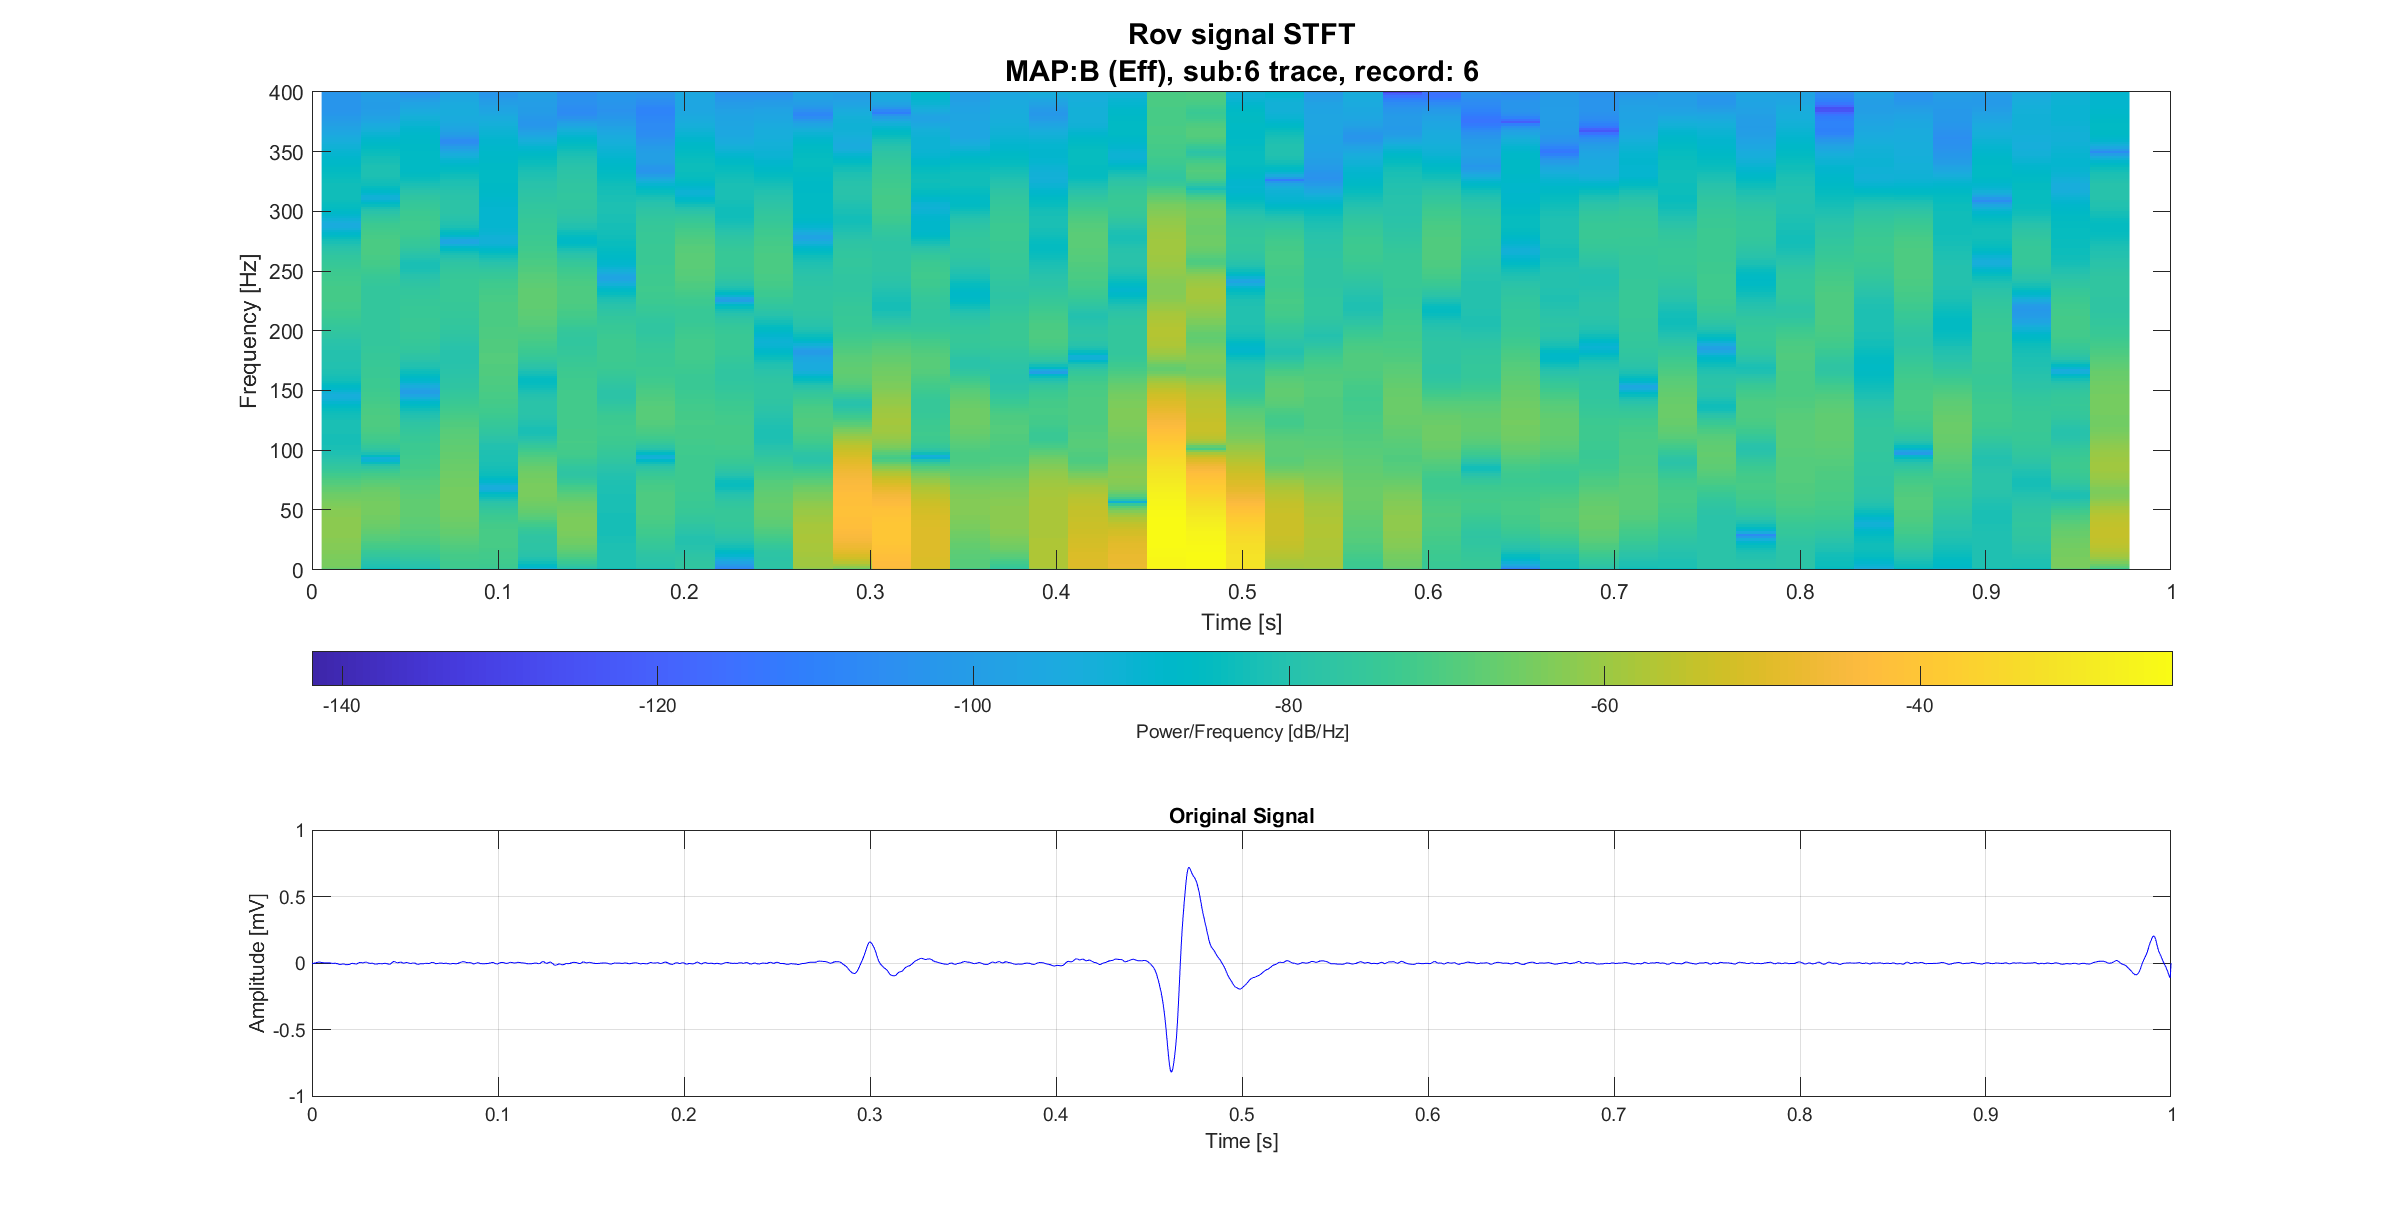 Rov signal STFT
MAP:B (Eff), sub:6 trace, record: 6
400
350
300
250
200
150
100
50
0
Frequency [Hz]
0 0.1 0.2 0.3 0.4 0.5 0.6 0.7 0.8 0.9 1
Time [s]
-140 -120 -100 -80 -60 -40
Power/Frequency [dB/Hz]
Original Signal
1
0.5
0
-0.5
-1
Amplitude [mV]
0 0.1 0.2 0.3 0.4 0.5 0.6 0.7 0.8 0.9 1
Time [s]